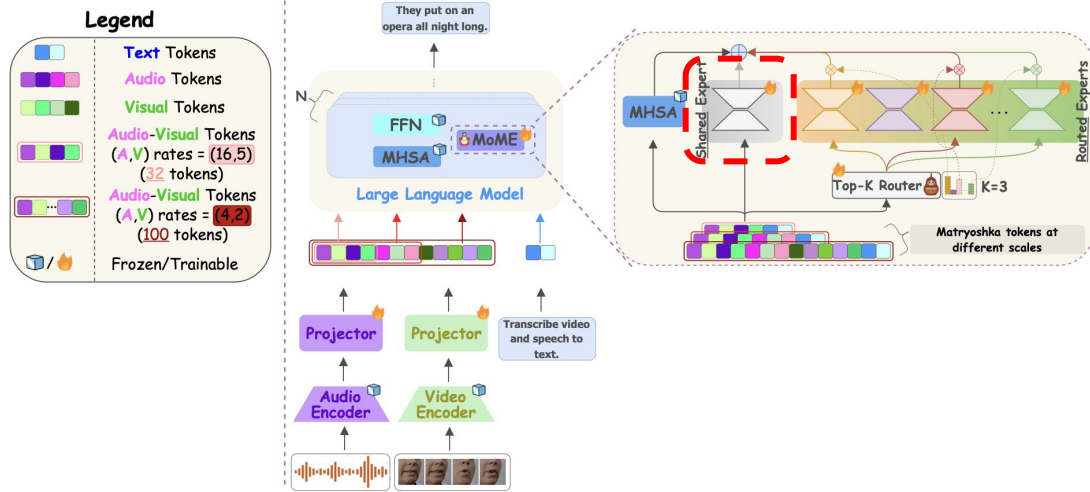 Legend
Text Tokens
Audio Tokens
Visual Tokens
Audio-Visual Tokens
(A,V) rates = (16,5)
(32 tokens)
Audio-Visual Tokens
(A,V) rates = (4,2)
(100 tokens)
/
Frozen/Trainable
They put on an
opera all night long.
N
...
FFN
MHSA
MoME
Large Language Model
Projector
Projector
Transcribe video
and speech to
text.
Audio
Encoder
Video
Encoder
MHSA
Shared Expert
...
Routed Experts
Top-K Router
K=3
Matryoshka tokens at
different scales